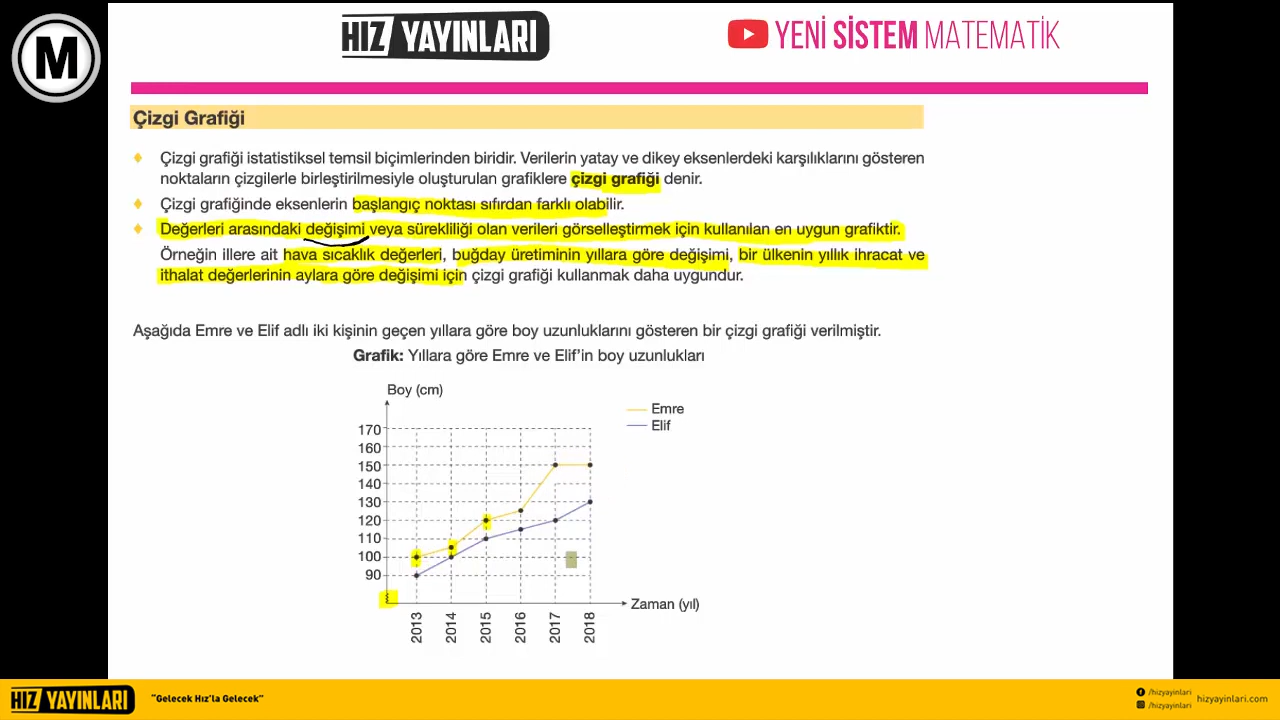 M
HIZ YAYINLARI
YENİ SİSTEM MATEMATİK
Çizgi Grafiği
Çizgi grafiği istatistiksel temsil biçimlerinden biridir. Verilerin yatay ve dikey eksenlerdeki karşılıklarını gösteren
noktaların çizgilerle birleştirilmesiyle oluşturulan grafiklere çizgi grafiği denir.
Çizgi grafiğinde eksenlerin başlangıç noktası sıfırdan farklı olabilir.
Değerleri arasındaki değişimi veya sürekliliği olan verileri görselleştirmek için kullanılan en uygun grafiktir.
Örneğin illere ait hava sıcaklık değerleri, buğday üretiminin yıllara göre değişimi, bir ülkenin yıllık ihracat ve
ithalat değerlerinin aylara göre değişimi için çizgi grafiği kullanmak daha uygundur.
Aşağıda Emre ve Elif adlı iki kişinin geçen yıllara göre boy uzunluklarını gösteren bir çizgi grafiği verilmiştir.
Grafik: Yıllara göre Emre ve Elif'in boy uzunlukları
Boy (cm)
Emre
Elif
170
160
150
140
130
120
110
100
90
Zaman (yıl)
2013
2014
2015
2016
2017
2018
HIZ YAYINLARI
"Gelecek Hız'la Gelecek"
/hizyayinlari
/hizyayinlari
hizyayinlari.com